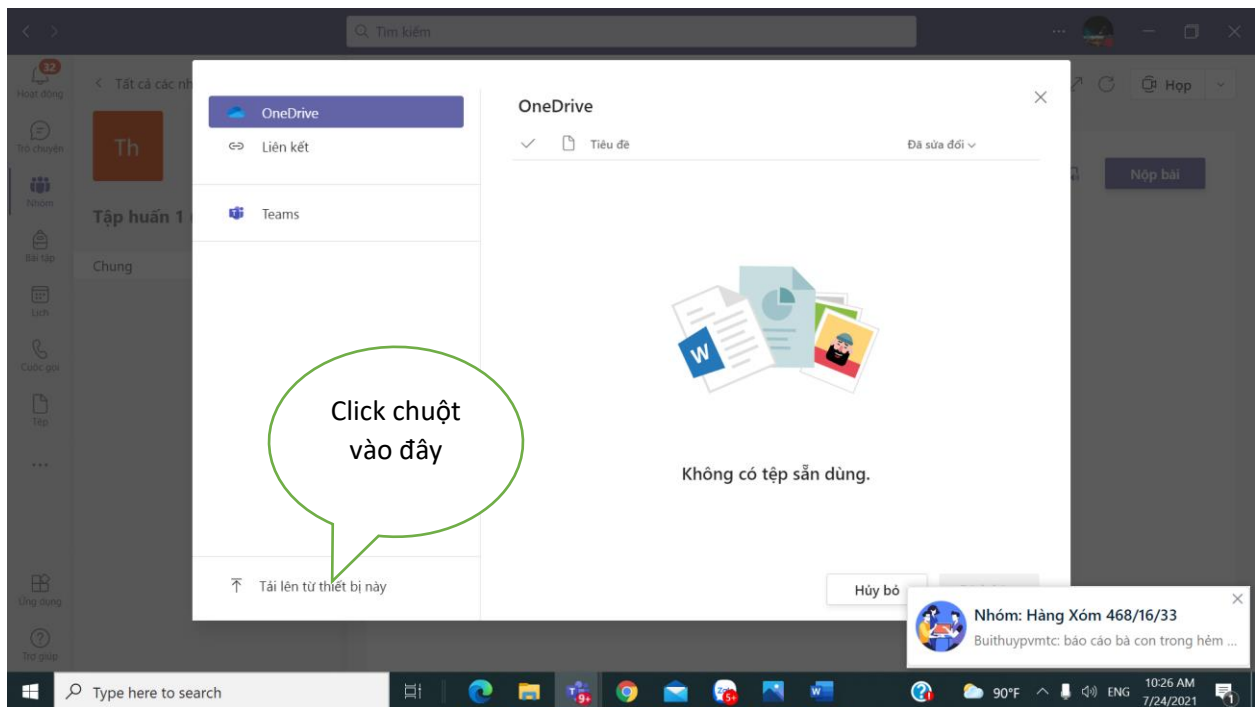 Tìm kiếm
32
Hoạt động
Tất cả các nh
Họp
Trò chuyện
Th
Nhóm
Tập huấn 1
Bài tập
Chung
Lịch
Cuộc gọi
Tệp
Ứng dụng
Trợ giúp
Nộp bài
OneDrive
Liên kết
Teams
Tải lên từ thiết bị này
OneDrive
Tiêu đề
Đã sửa đổi
W
Không có tệp sẵn dùng.
Hủy bỏ
Click chuột
vào đây
Nhóm: Hàng Xóm 468/16/33
Buithuypvmtc: báo cáo bà con trong hẻm ...
Type here to search
9+
Zalo
5+
W
90°F
ENG
10:26 AM
7/24/2021
1